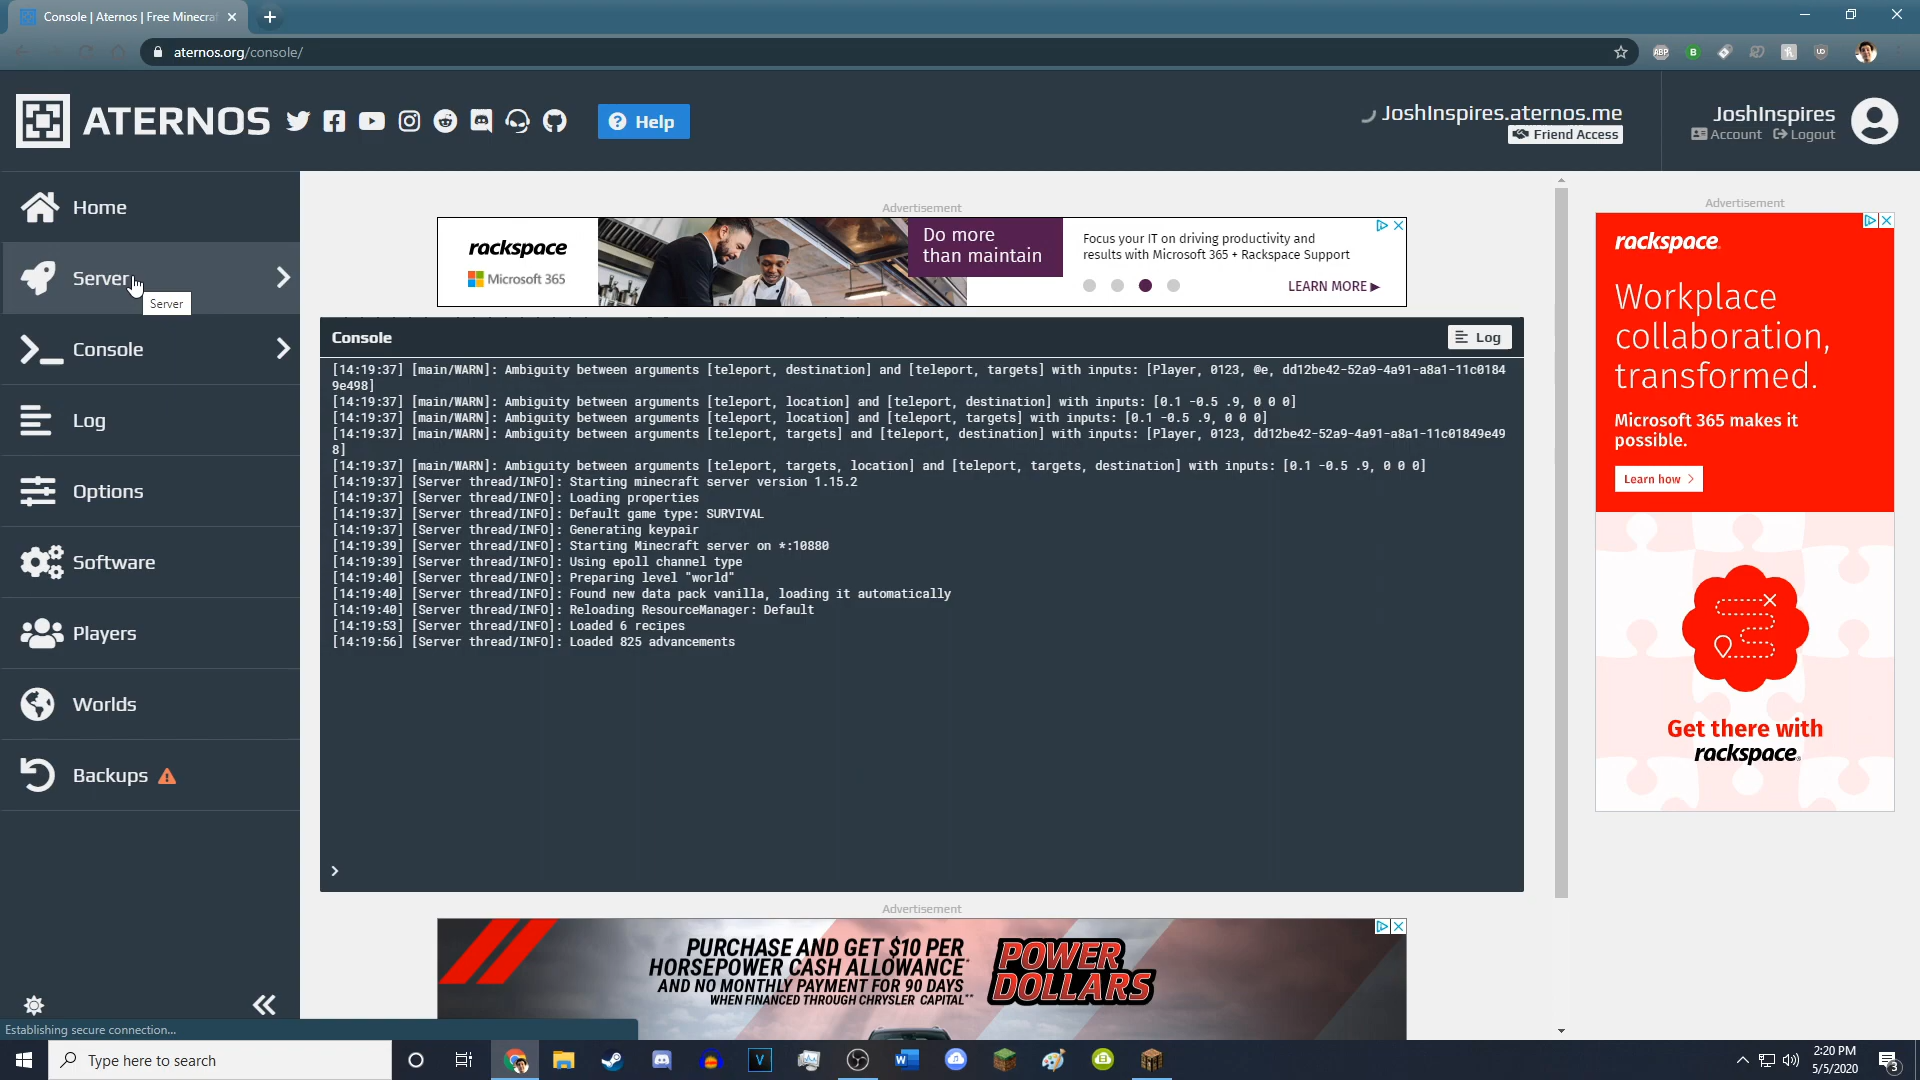 Console | Aternos | Free Minecra
aternos.org/console/
ABP
B
ATERNOS
? Help
JoshInspires.aternos.me
Friend Access
JoshInspires
Account Logout
Home
Server
Server
Console
Log
Options
Software
Players
Worlds
Backups
Advertisement
rackspace
Microsoft 365
Do more
than maintain
Focus your IT on driving productivity and
results with Microsoft 365 + Rackspace Support
LEARN MORE
Console
Log
[14:19:37] [main/WARN]: Ambiguity between arguments [teleport, destination] and [teleport, targets] with inputs: [Player, 0123, @e, dd12be42-52a9-4a91-a8a1-11c0184
9e498]
[14:19:37] [main/WARN]: Ambiguity between arguments [teleport, location] and [teleport, destination] with inputs: [0.1 -0.5 .9, 0 0 0]
[14:19:37] [main/WARN]: Ambiguity between arguments [teleport, location] and [teleport, targets] with inputs: [0.1 -0.5 .9, 0 0 0]
[14:19:37] [main/WARN]: Ambiguity between arguments [teleport, targets] and [teleport, destination] with inputs: [Player, 0123, dd12be42-52a9-4a91-a8a1-11c01849e49
8]
[14:19:37] [main/WARN]: Ambiguity between arguments [teleport, targets, location] and [teleport, targets, destination] with inputs: [0.1 -0.5 .9, 0 0 0]
[14:19:37] [Server thread/INFO]: Starting minecraft server version 1.15.2
[14:19:37] [Server thread/INFO]: Loading properties
[14:19:37] [Server thread/INFO]: Default game type: SURVIVAL
[14:19:37] [Server thread/INFO]: Generating keypair
[14:19:39] [Server thread/INFO]: Starting Minecraft server on *:10880
[14:19:39] [Server thread/INFO]: Using epoll channel type
[14:19:40] [Server thread/INFO]: Preparing level "world"
[14:19:40] [Server thread/INFO]: Found new data pack vanilla, loading it automatically
[14:19:40] [Server thread/INFO]: Reloading ResourceManager: Default
[14:19:53] [Server thread/INFO]: Loaded 6 recipes
[14:19:56] [Server thread/INFO]: Loaded 825 advancements
Advertisement
PURCHASE AND GET $10 PER
HORSEPOWER CASH ALLOWANCE*
AND NO MONTHLY PAYMENT FOR 90 DAYS
WHEN FINANCED THROUGH CHRYSLER CAPITAL**
POWER
DOLLARS
Advertisement
rackspace
Workplace
collaboration,
transformed.
Microsoft 365 makes it
possible.
Learn how
Get there with
rackspace
Establishing secure connection...
Type here to search
2:20 PM
5/5/2020
3